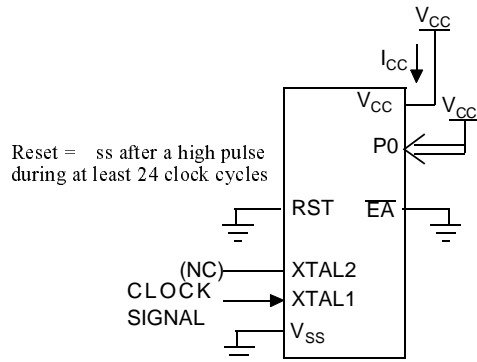 VCC
ICC
VCC
VCC
P0
Reset = ss after a high pulse
during at least 24 clock cycles
RST
EA
(NC)
XTAL2
CLOCK
SIGNAL
XTAL1
VSS